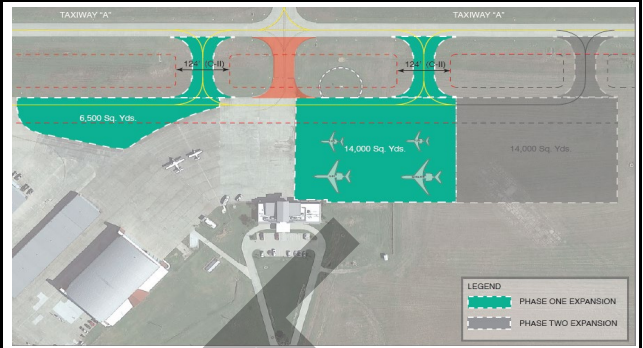 TAXIWAY "A"
TAXIWAY "A"
124' (C-II)
124' (C-II)
6,500 Sq. Yds.
14,000 Sq. Yds.
14,000 Sq. Yds.
LEGEND
PHASE ONE EXPANSION
PHASE TWO EXPANSION